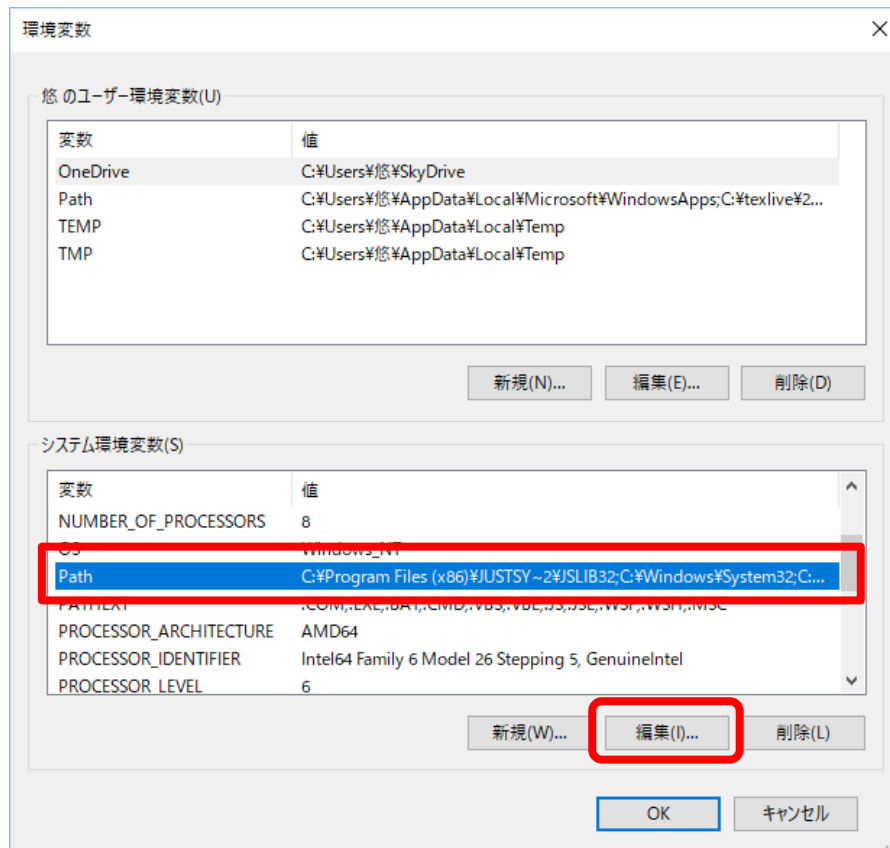 環境変数
悠 のユーザー環境変数(U)
変数 値
OneDrive C:¥Users¥悠¥SkyDrive
Path C:¥Users¥悠¥AppData¥Local¥Microsoft¥WindowsApps;C:¥texlive¥2...
TEMP C:¥Users¥悠¥AppData¥Local¥Temp
TMP C:¥Users¥悠¥AppData¥Local¥Temp
新規(N)... 編集(E)... 削除(D)
システム環境変数(S)
変数 値
NUMBER_OF_PROCESSORS 8
OS Windows_NT
Path C:¥Program Files (x86)¥JUSTSY~2¥JSLIB32;C:¥Windows¥System32;C:...
PATHEXT .COM;.EXE;.BAT;.CMD;.VBS;.VBE;.JS;.JSE;.WSF;.WSH;.MSC
PROCESSOR_ARCHITECTURE AMD64
PROCESSOR_IDENTIFIER Intel64 Family 6 Model 26 Stepping 5, GenuineIntel
PROCESSOR_LEVEL 6
新規(W)... 編集(I)... 削除(L)
OK キャンセル